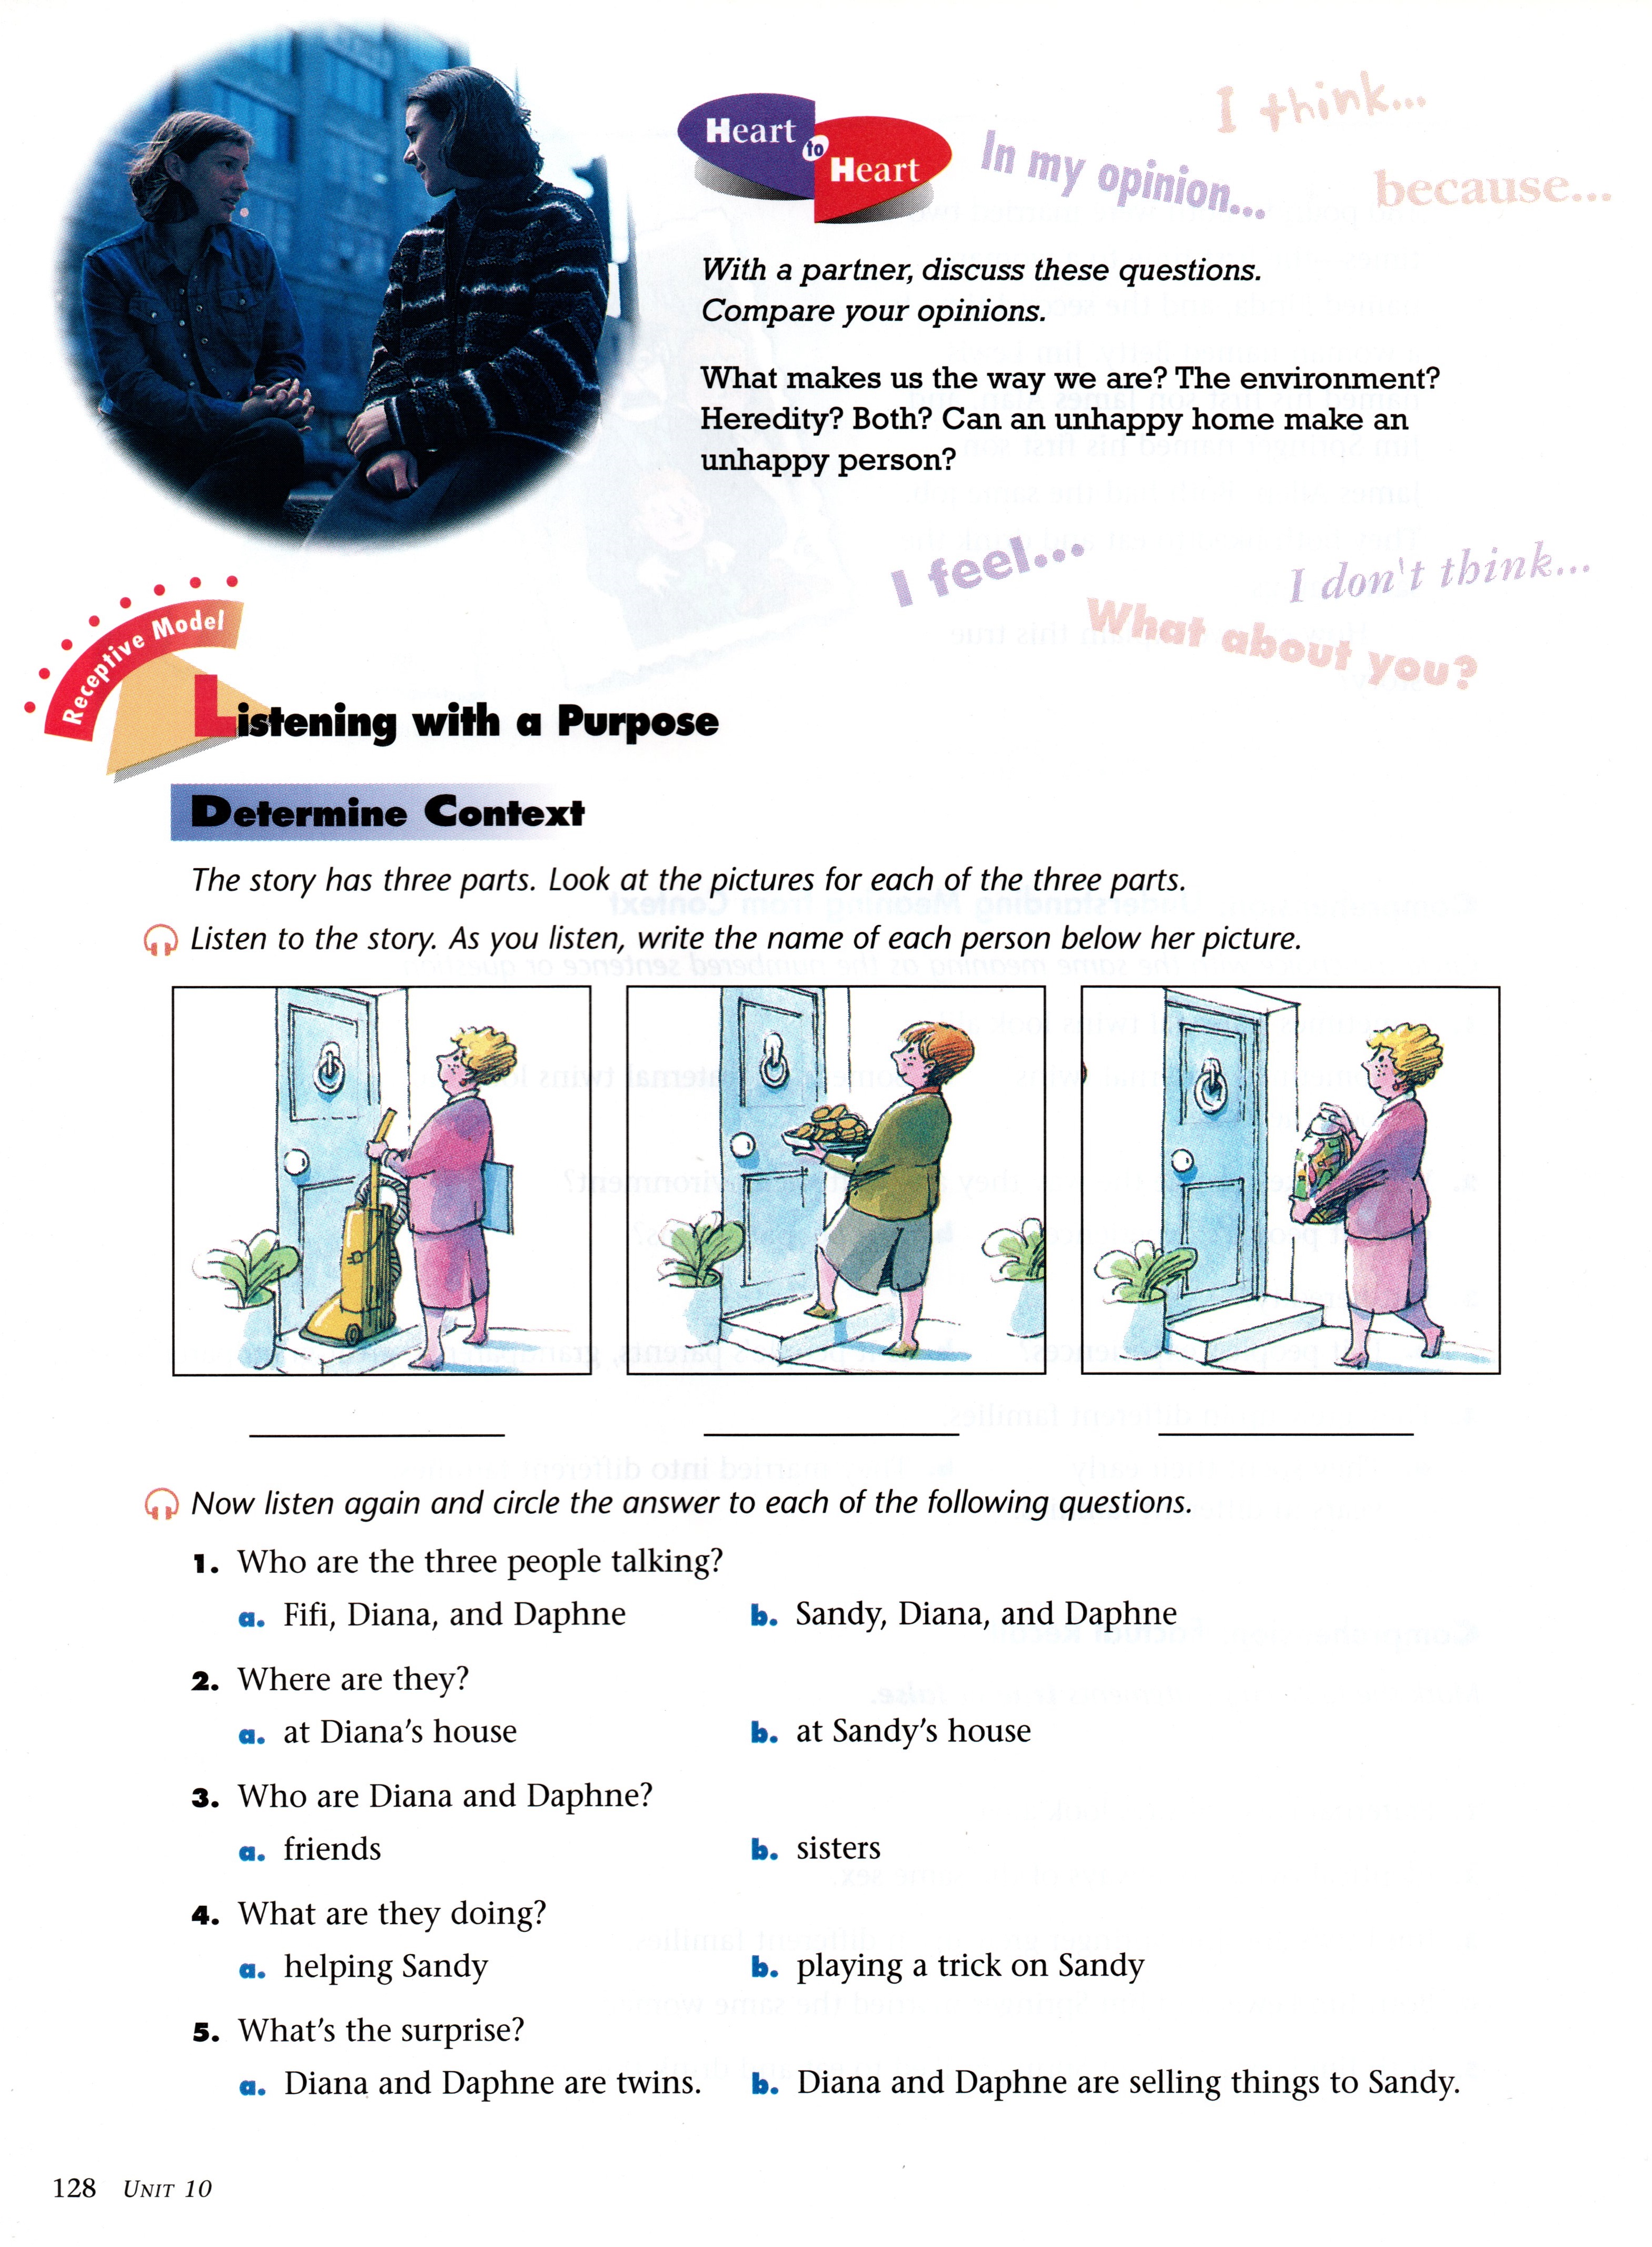 Heart to Heart
I think...
In my opinion...
because...
With a partner, discuss these questions.
Compare your opinions.
What makes us the way we are? The environment?
Heredity? Both? Can an unhappy home make an
unhappy person?
I feel...
I don't think...
What about you?
Receptive Model
Listening with a Purpose
Determine Context
The story has three parts. Look at the pictures for each of the three parts.
Listen to the story. As you listen, write the name of each person below her picture.
Now listen again and circle the answer to each of the following questions.
1. Who are the three people talking?
a. Fifi, Diana, and Daphne b. Sandy, Diana, and Daphne
2. Where are they?
a. at Diana's house b. at Sandy's house
3. Who are Diana and Daphne?
a. friends b. sisters
4. What are they doing?
a. helping Sandy b. playing a trick on Sandy
5. What's the surprise?
a. Diana and Daphne are twins. b. Diana and Daphne are selling things to Sandy.
128 UNIT 10